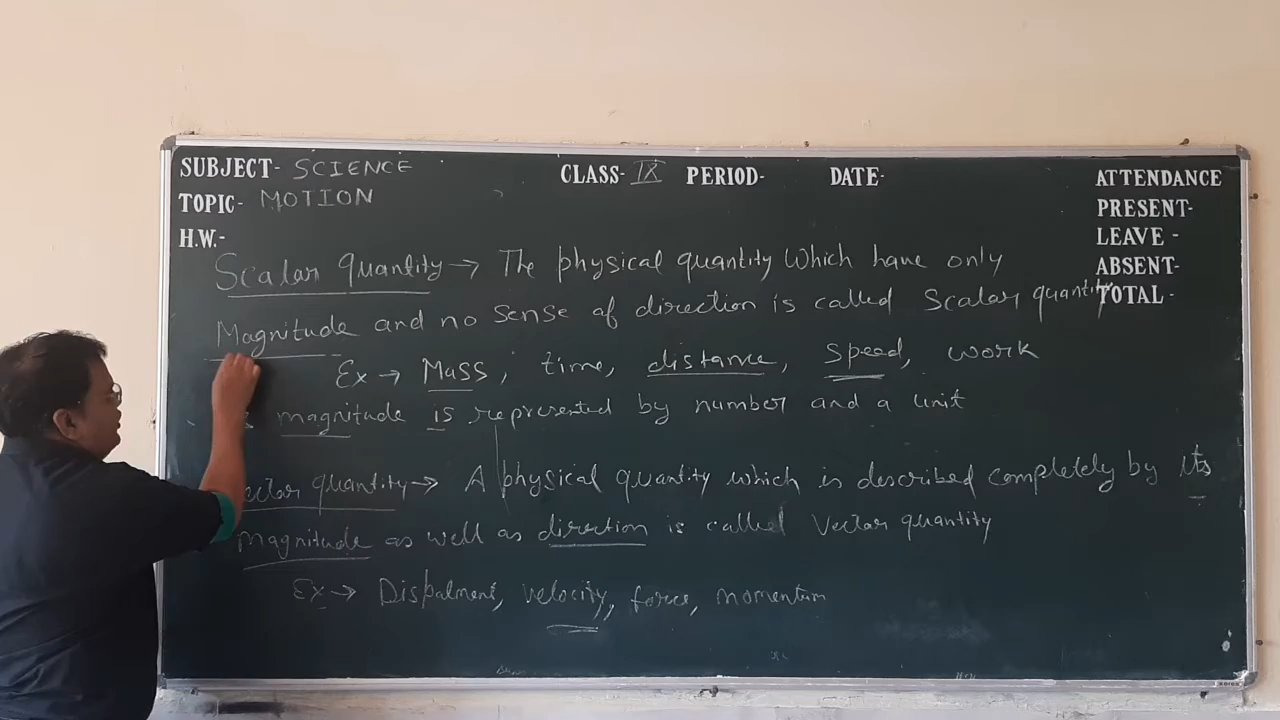 SUBJECT- SCIENCE CLASS- IX PERIOD- DATE- ATTENDANCE
TOPIC- MOTION PRESENT-
H.W.- LEAVE -
ABSENT-
TOTAL -
Scalar quantity → The physical quantity which have only
Magnitude and no sense of direction is called Scalar quantity
Ex → Mass, time, distance, speed, work
magnitude is represented by number and a unit
ector quantity → A physical quantity which is described completely by its
magnitude as well as direction is called Vector quantity
Ex → Dispalment, velocity, force, momentum